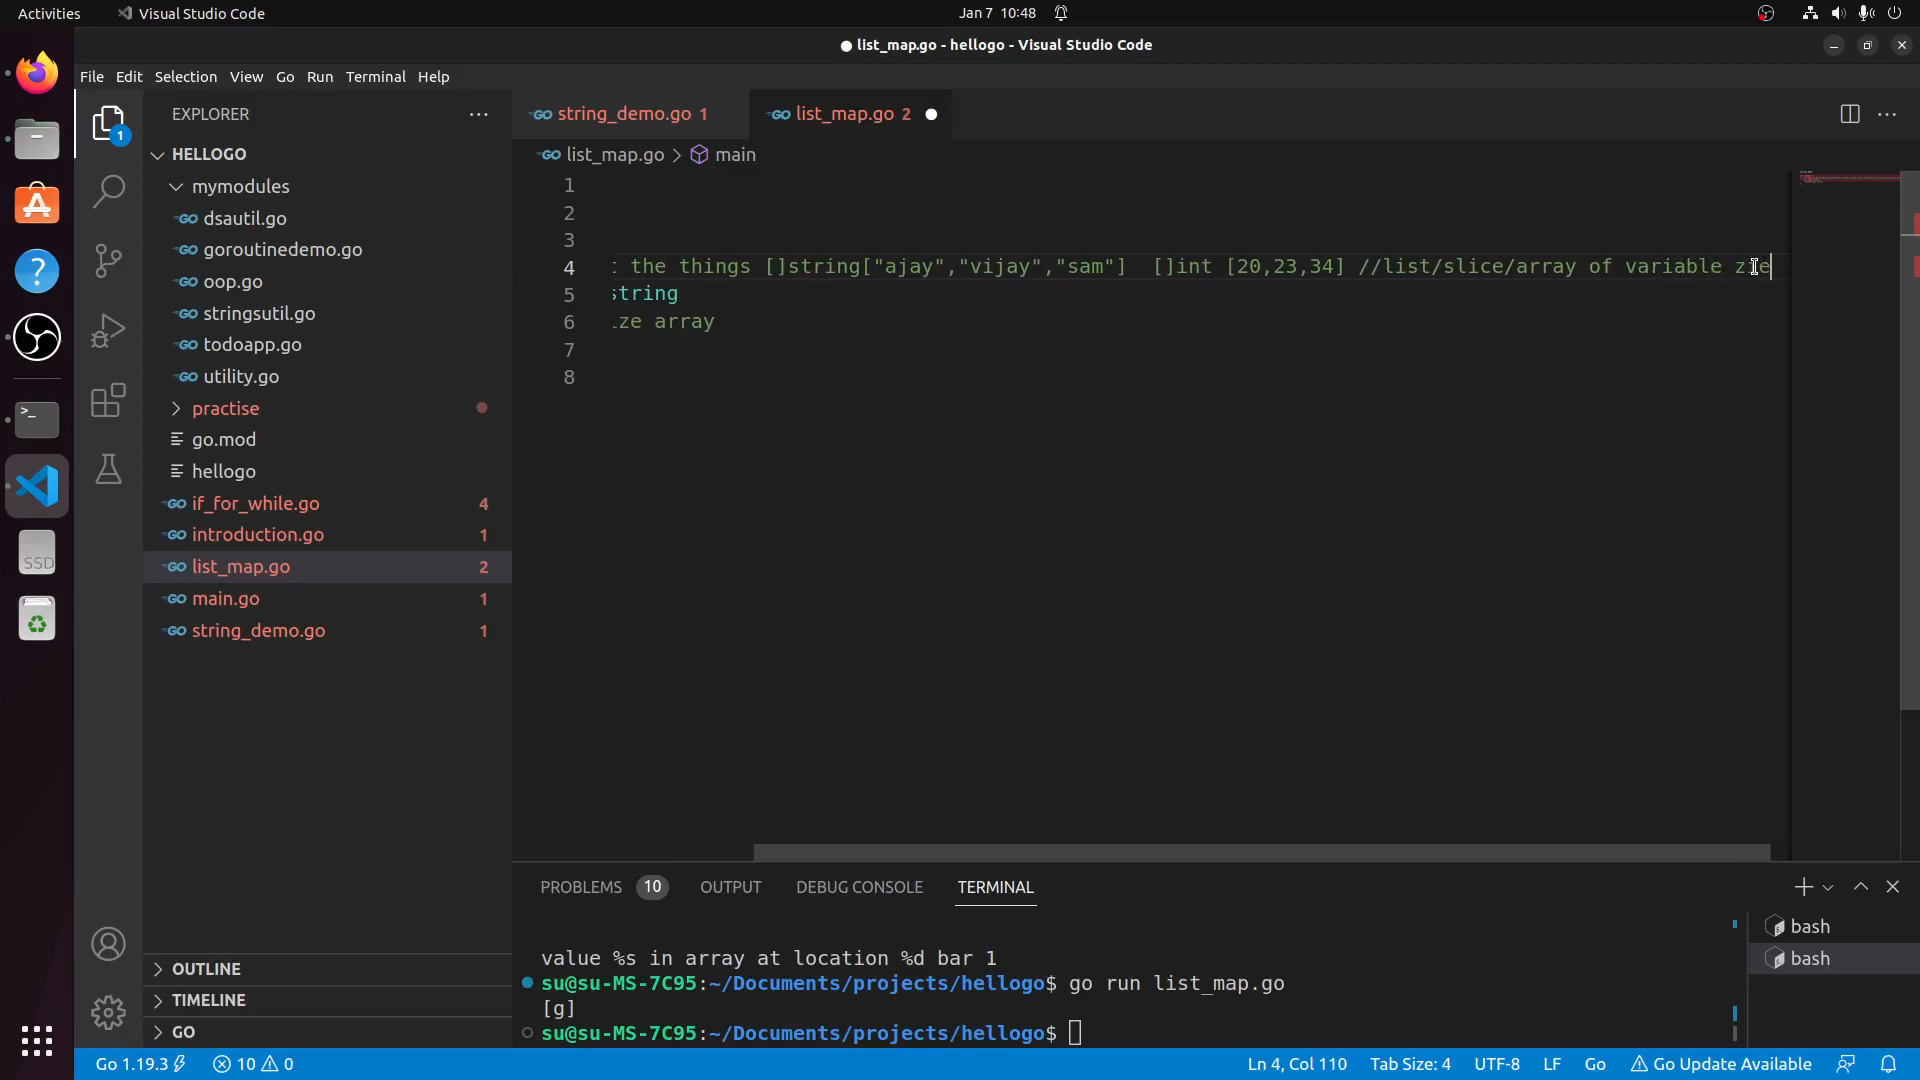 Activities
Visual Studio Code
Jan 7 10:48
list_map.go - hellogo - Visual Studio Code
File Edit Selection View Go Run Terminal Help
EXPLORER
HELLOGO
mymodules
dsautil.go
goroutinedemo.go
oop.go
stringsutil.go
todoapp.go
utility.go
practise
go.mod
hellogo
if_for_while.go 4
introduction.go 1
list_map.go 2
main.go 1
string_demo.go 1
OUTLINE
TIMELINE
GO
string_demo.go 1
list_map.go 2
list_map.go > main
1
2
3
4 the things []string["ajay","vijay","sam"]  []int [20,23,34] //list/slice/array of variable zie
5 string
6 ize array
7
8
PROBLEMS 10 OUTPUT DEBUG CONSOLE TERMINAL
value %s in array at location %d bar 1
su@su-MS-7C95:~/Documents/projects/hellogo$ go run list_map.go
[g]
su@su-MS-7C95:~/Documents/projects/hellogo$
bash
bash
Go 1.19.3 10 0
Ln 4, Col 110 Tab Size: 4 UTF-8 LF Go Go Update Available
SSD
1